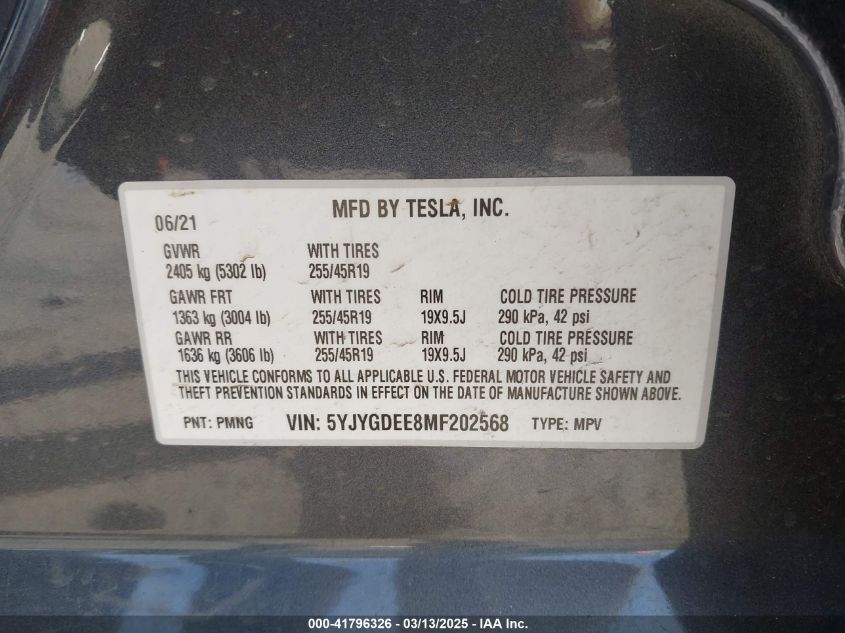 MFD BY TESLA, INC.
06/21
GVWR WITH TIRES
2405 kg (5302 lb) 255/45R19
GAWR FRT WITH TIRES RIM COLD TIRE PRESSURE
1363 kg (3004 lb) 255/45R19 19X9.5J 290 kPa, 42 psi
GAWR RR WITH TIRES RIM COLD TIRE PRESSURE
1636 kg (3606 lb) 255/45R19 19X9.5J 290 kPa, 42 psi
THIS VEHICLE CONFORMS TO ALL APPLICABLE U.S. FEDERAL MOTOR VEHICLE SAFETY AND
THEFT PREVENTION STANDARDS IN EFFECT ON THE DATE OF MANUFACTURE SHOWN ABOVE.
PNT: PMNG VIN: 5YJYGDEE8MF202568 TYPE: MPV
000-41796326 - 03/13/2025 - IAA Inc.